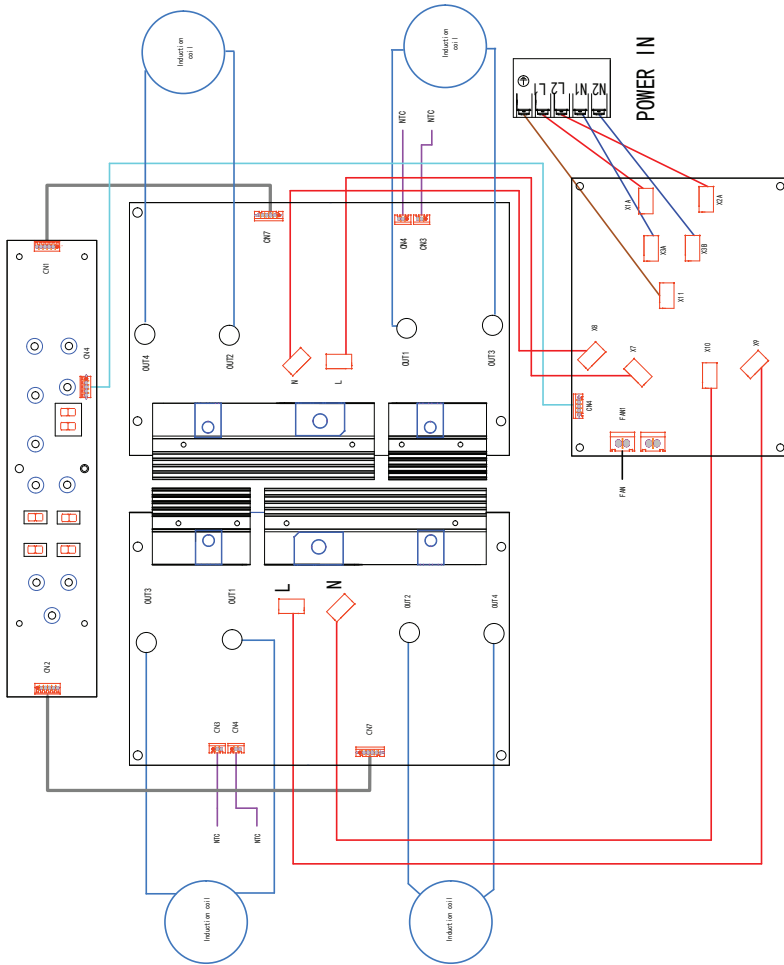 Induction
coil
Induction
coil
POWER IN
L1
L2
N1
N2
NTC
NTC
CN1
CN7
CN4
CN3
X1A
X2A
X3A
X3B
X11
OUT4
OUT2
OUT1
OUT3
N
L
X8
X7
X10
X9
CN4
CN4
FAN1
FAN
OUT3
OUT1
L
N
OUT2
OUT4
CN2
CN3
CN4
CN7
NTC
NTC
Induction coil
Induction coil